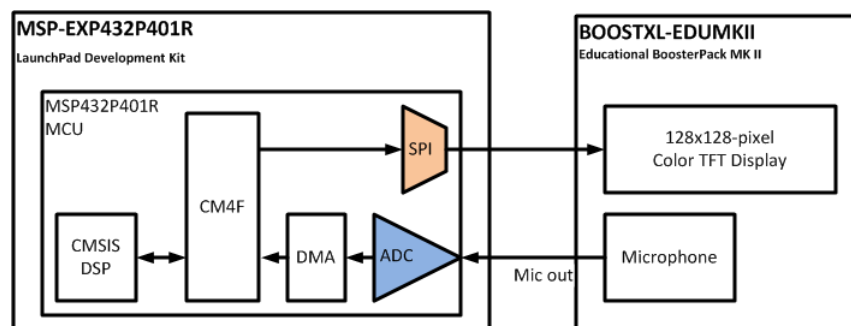 MSP-EXP432P401R
LaunchPad Development Kit
BOOSTXL-EDUMKII
Educational BoosterPack MK II
MSP432P401R
MCU
SPI
128x128-pixel
Color TFT Display
CM4F
CMSIS
DSP
DMA
ADC
Mic out
Microphone